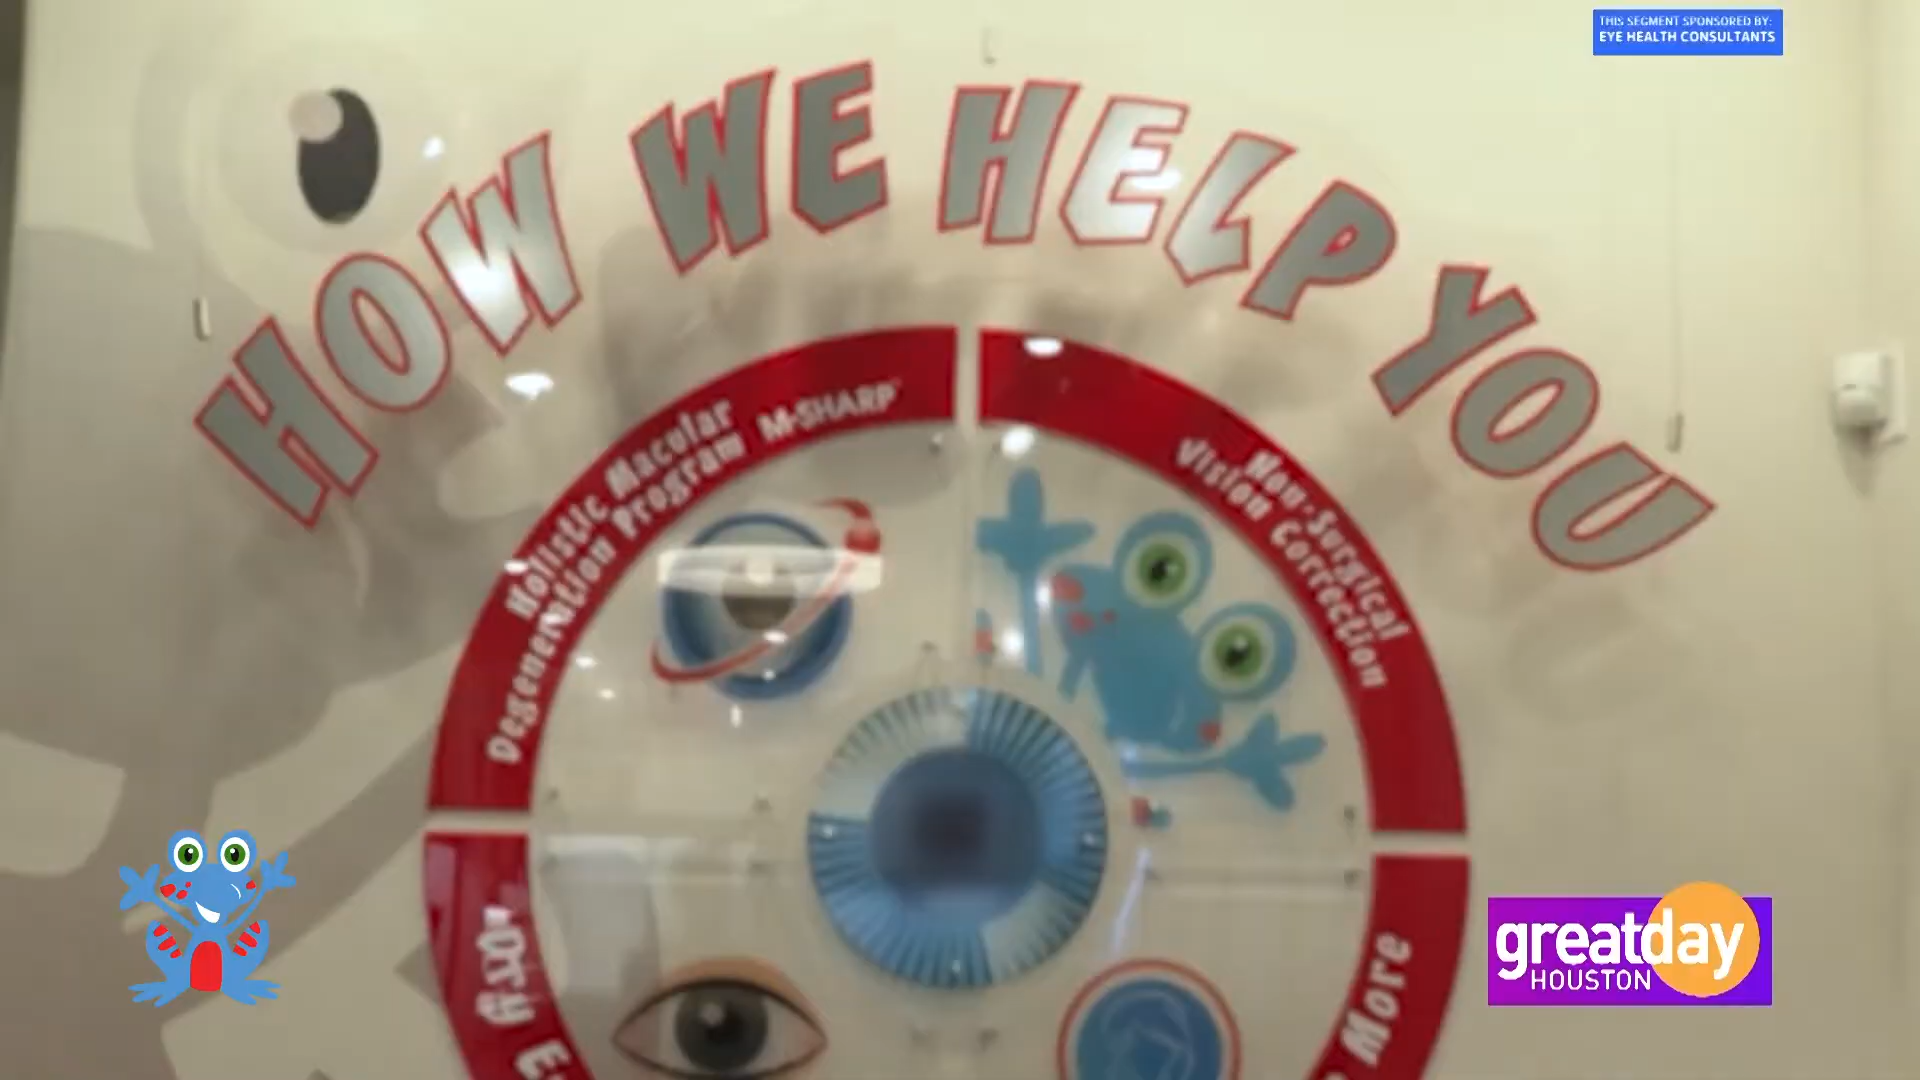 THIS SEGMENT SPONSORED BY:
EYE HEALTH CONSULTANTS
HOW WE HELP YOU
Holistic Macular
Degeneration Program M-SHARP
Non-Surgical
Vision Correction
Dry E
More
greatday
HOUSTON